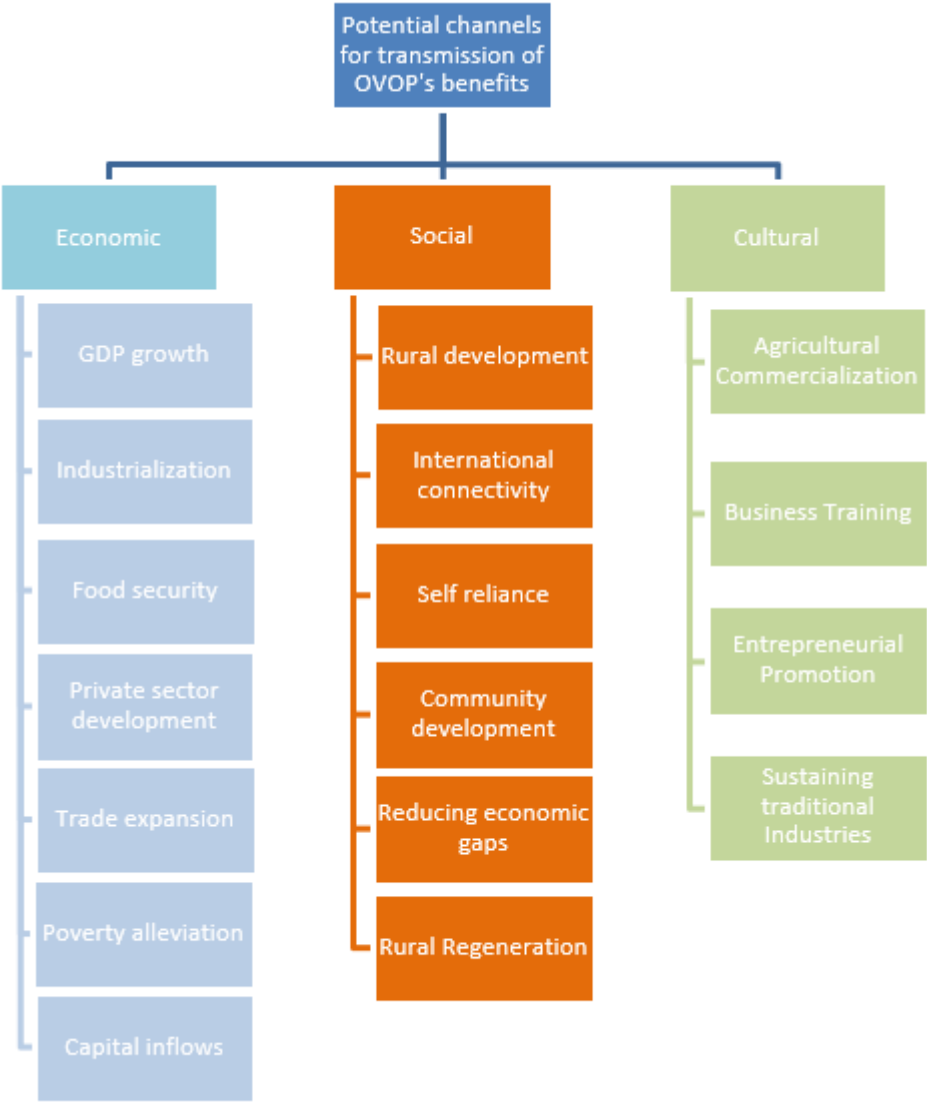 Potential channels
for transmission of
OVOP's benefits
Economic
GDP growth
Industrialization
Food security
Private sector
development
Trade expansion
Poverty alleviation
Capital inflows
Social
Rural development
International
connectivity
Self reliance
Community
development
Reducing economic
gaps
Rural Regeneration
Cultural
Agricultural
Commercialization
Business Training
Entrepreneurial
Promotion
Sustaining
traditional
Industries